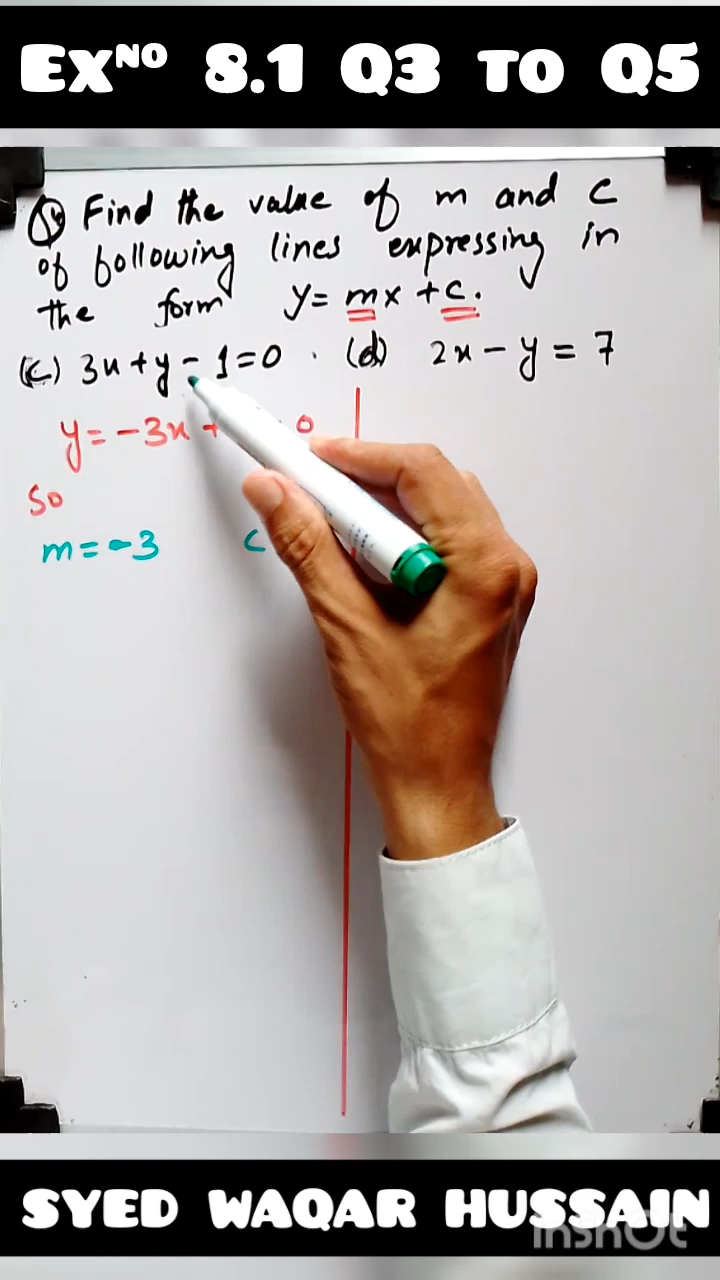 EXNO 8.1 Q3 TO Q5
Q4 Find the value of m and c
of following lines expressing in
the form y = mx + c.
(c) 3x + y - 1 = 0 . (d) 2x - y = 7
y = -3x +
So
m = -3 c
SYED WAQAR HUSSAIN
InShOt